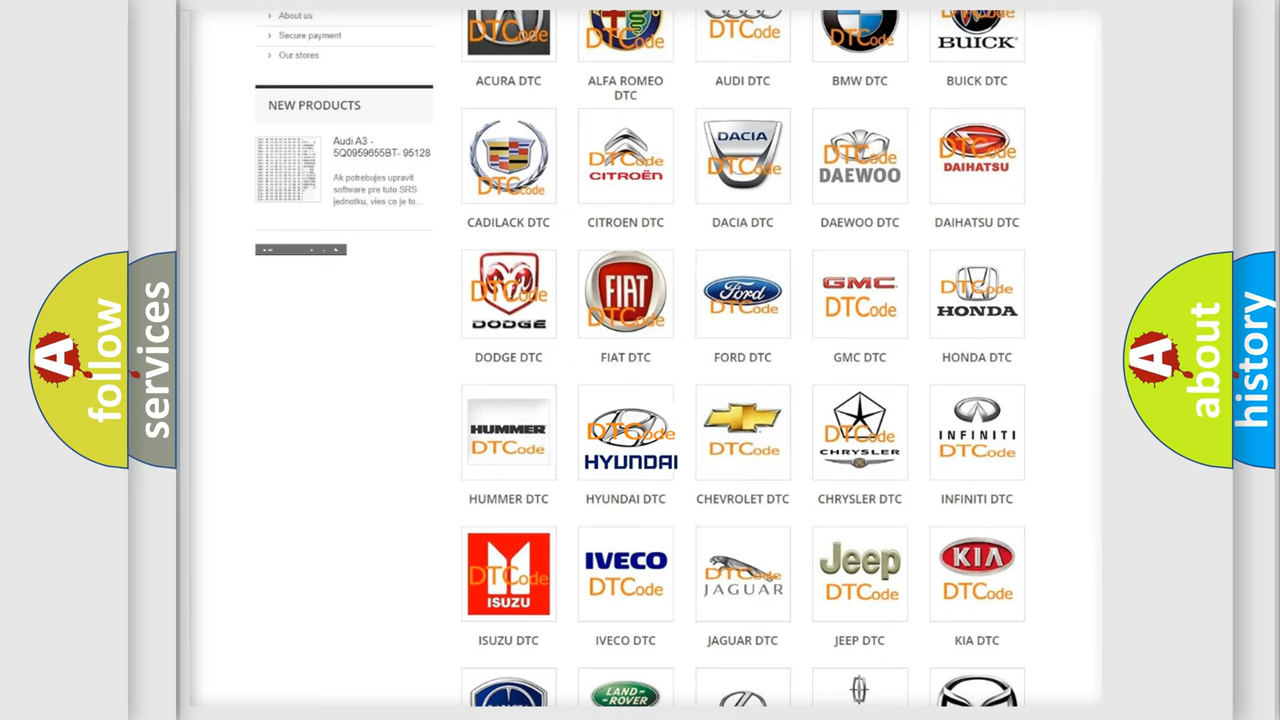 About us
Secure payment
Our stores
NEW PRODUCTS
Audi A3 -
5Q0959655BT- 95128
Ak potrebujes upravit
software pre tuto SRS
jednotku, vies co je to...
DTCode
DTCode
DTCode
DTCode
DTCode
BUICK
ACURA DTC
ALFA ROMEO
DTC
AUDI DTC
BMW DTC
BUICK DTC
DTCode
DTCode
CITROËN
DACIA
DTCode
DTCode
DAEWOO
DTCode
DAIHATSU
CADILACK DTC
CITROEN DTC
DACIA DTC
DAEWOO DTC
DAIHATSU DTC
DTCode
DODGE
FIAT
DTCode
Ford
DTCode
GMC
DTCode
DTCode
HONDA
DODGE DTC
FIAT DTC
FORD DTC
GMC DTC
HONDA DTC
HUMMER
DTCode
DTCode
HYUNDAI
DTCode
DTCode
CHRYSLER
INFINITI
DTCode
HUMMER DTC
HYUNDAI DTC
CHEVROLET DTC
CHRYSLER DTC
INFINITI DTC
DTCode
ISUZU
IVECO
DTCode
DTCode
JAGUAR
Jeep
DTCode
KIA
DTCode
ISUZU DTC
IVECO DTC
JAGUAR DTC
JEEP DTC
KIA DTC
LAND-
ROVER
A
follow
services
A
about
history